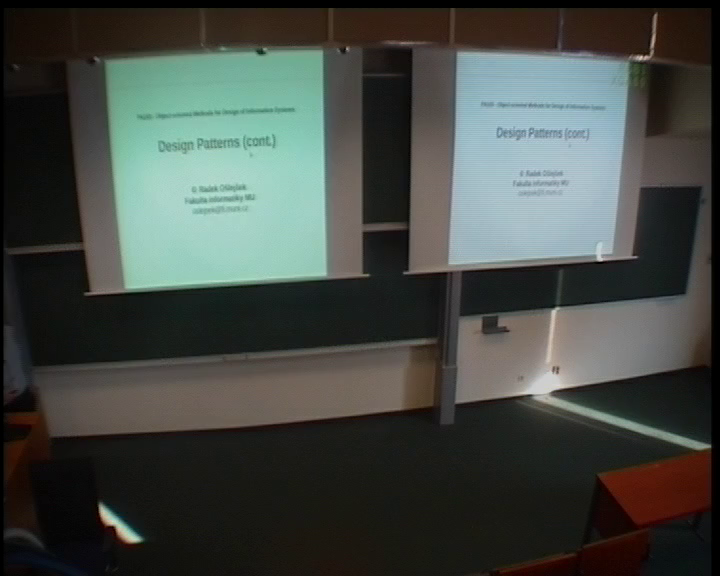 Object-oriented Methods for Design of Information Systems
Design Patterns (cont.)
© Radek Ošlejšek
Fakulta informatiky MU
oslejsek@fi.muni.cz
Object-oriented Methods for Design of Information Systems
Design Patterns (cont.)
© Radek Ošlejšek
Fakulta informatiky MU
oslejsek@fi.muni.cz